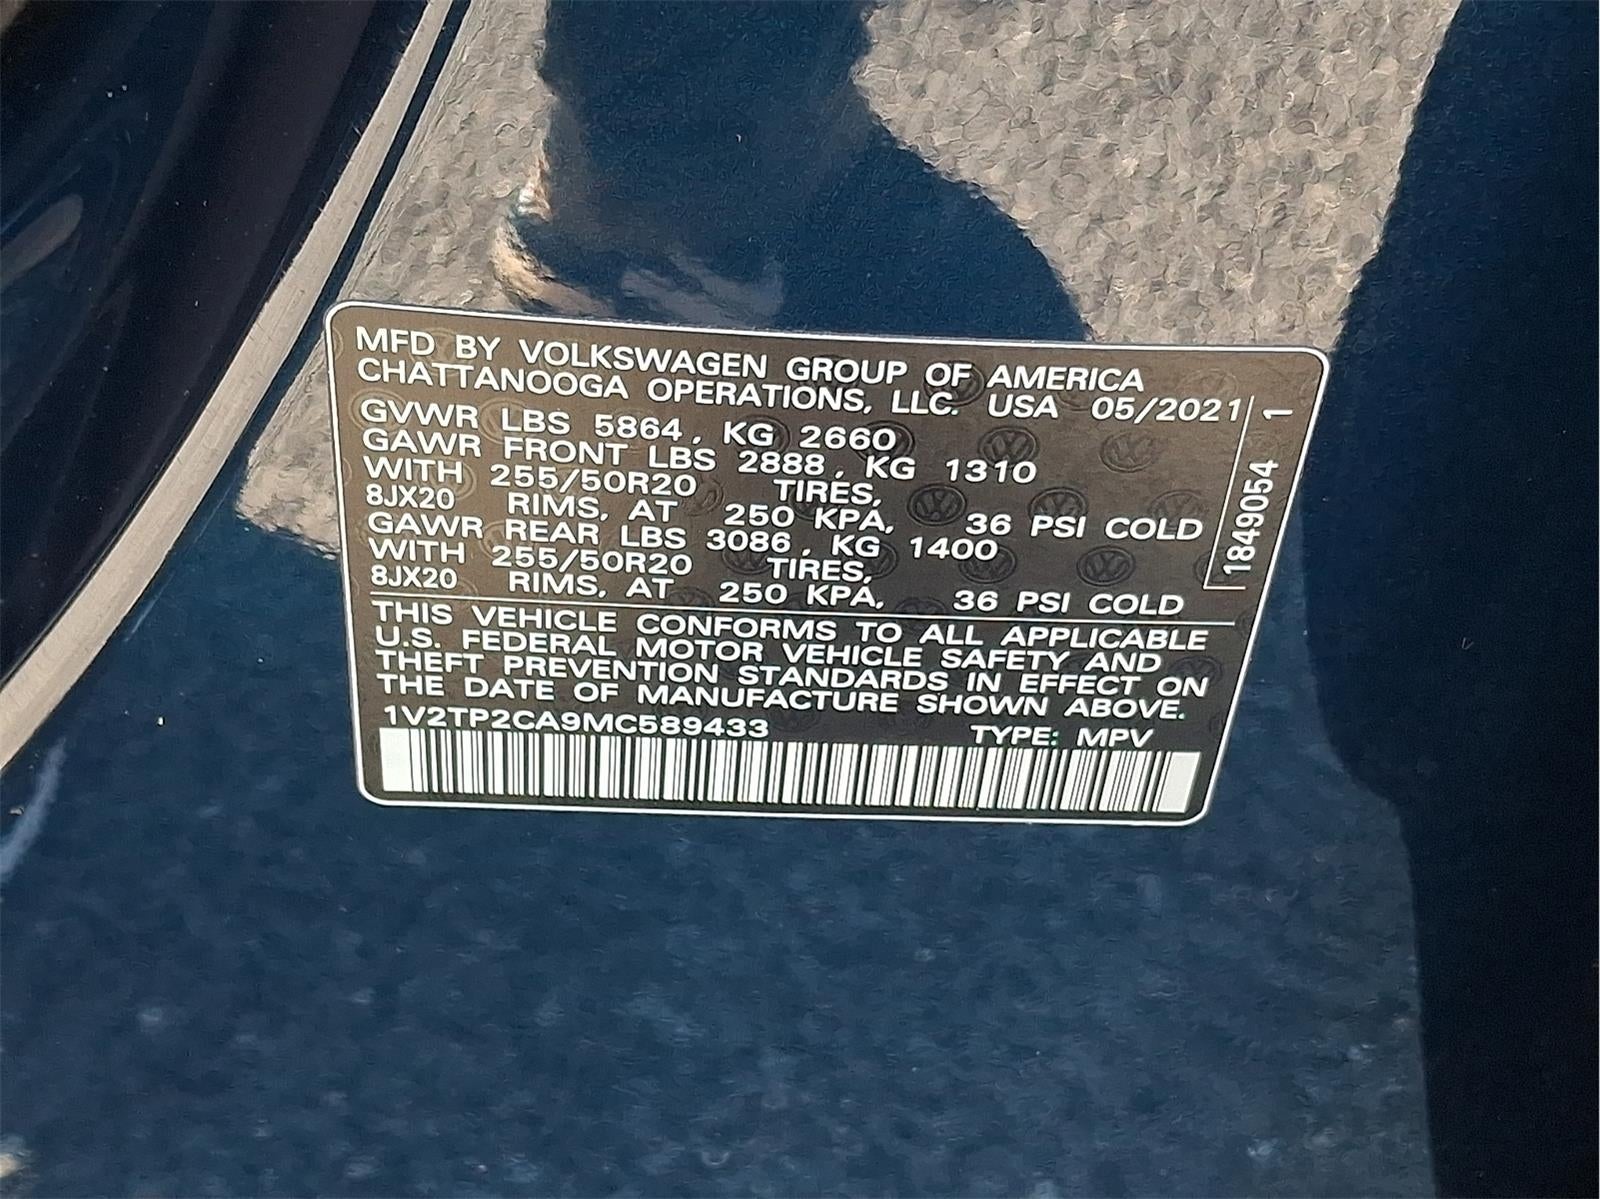 MFD BY VOLKSWAGEN GROUP OF AMERICA
CHATTANOOGA OPERATIONS, LLC. USA 05/2021
GVWR LBS 5864, KG 2660
GAWR FRONT LBS 2888, KG 1310
WITH 255/50R20 TIRES,
8JX20 RIMS, AT 250 KPA, 36 PSI COLD
GAWR REAR LBS 3086, KG 1400
WITH 255/50R20 TIRES,
8JX20 RIMS, AT 250 KPA, 36 PSI COLD
1849054 1
THIS VEHICLE CONFORMS TO ALL APPLICABLE
U.S. FEDERAL MOTOR VEHICLE SAFETY AND
THEFT PREVENTION STANDARDS IN EFFECT ON
THE DATE OF MANUFACTURE SHOWN ABOVE.
1V2TP2CA9MC589433 TYPE: MPV